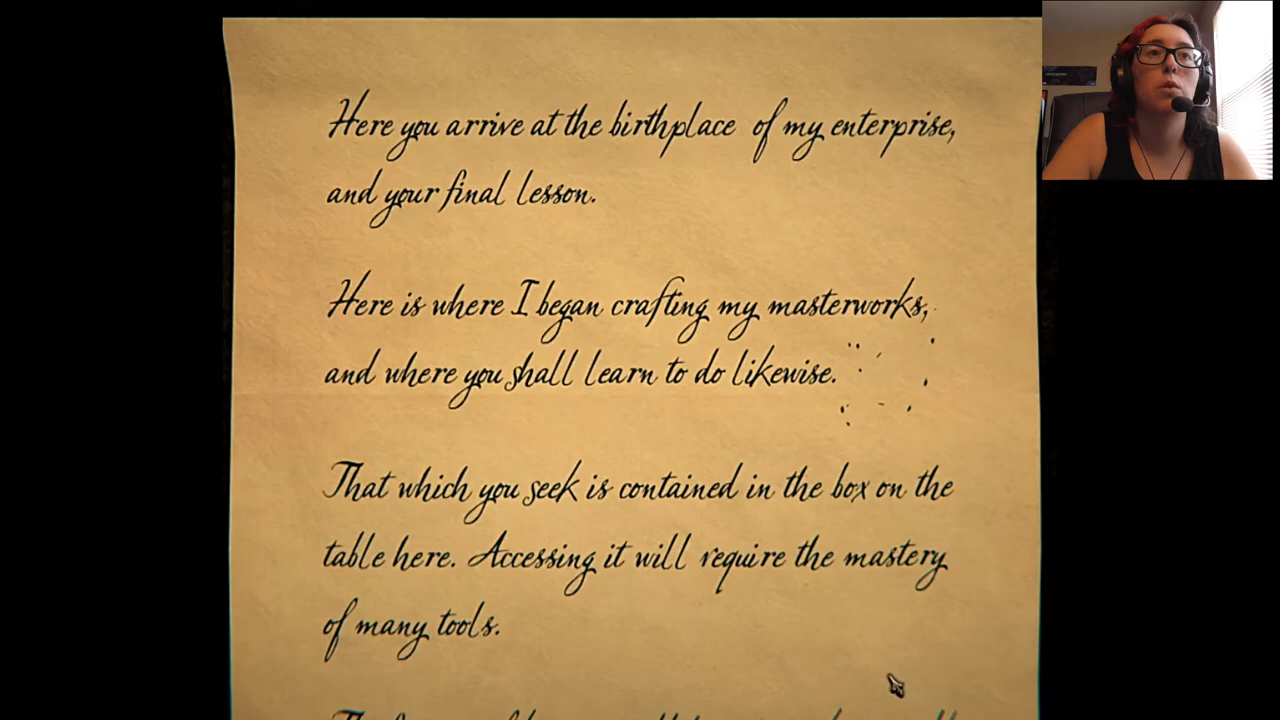 Here you arrive at the birthplace of my enterprise,
and your final lesson.
Here is where I began crafting my masterworks,
and where you shall learn to do likewise.
That which you seek is contained in the box on the
table here. Accessing it will require the mastery
of many tools.